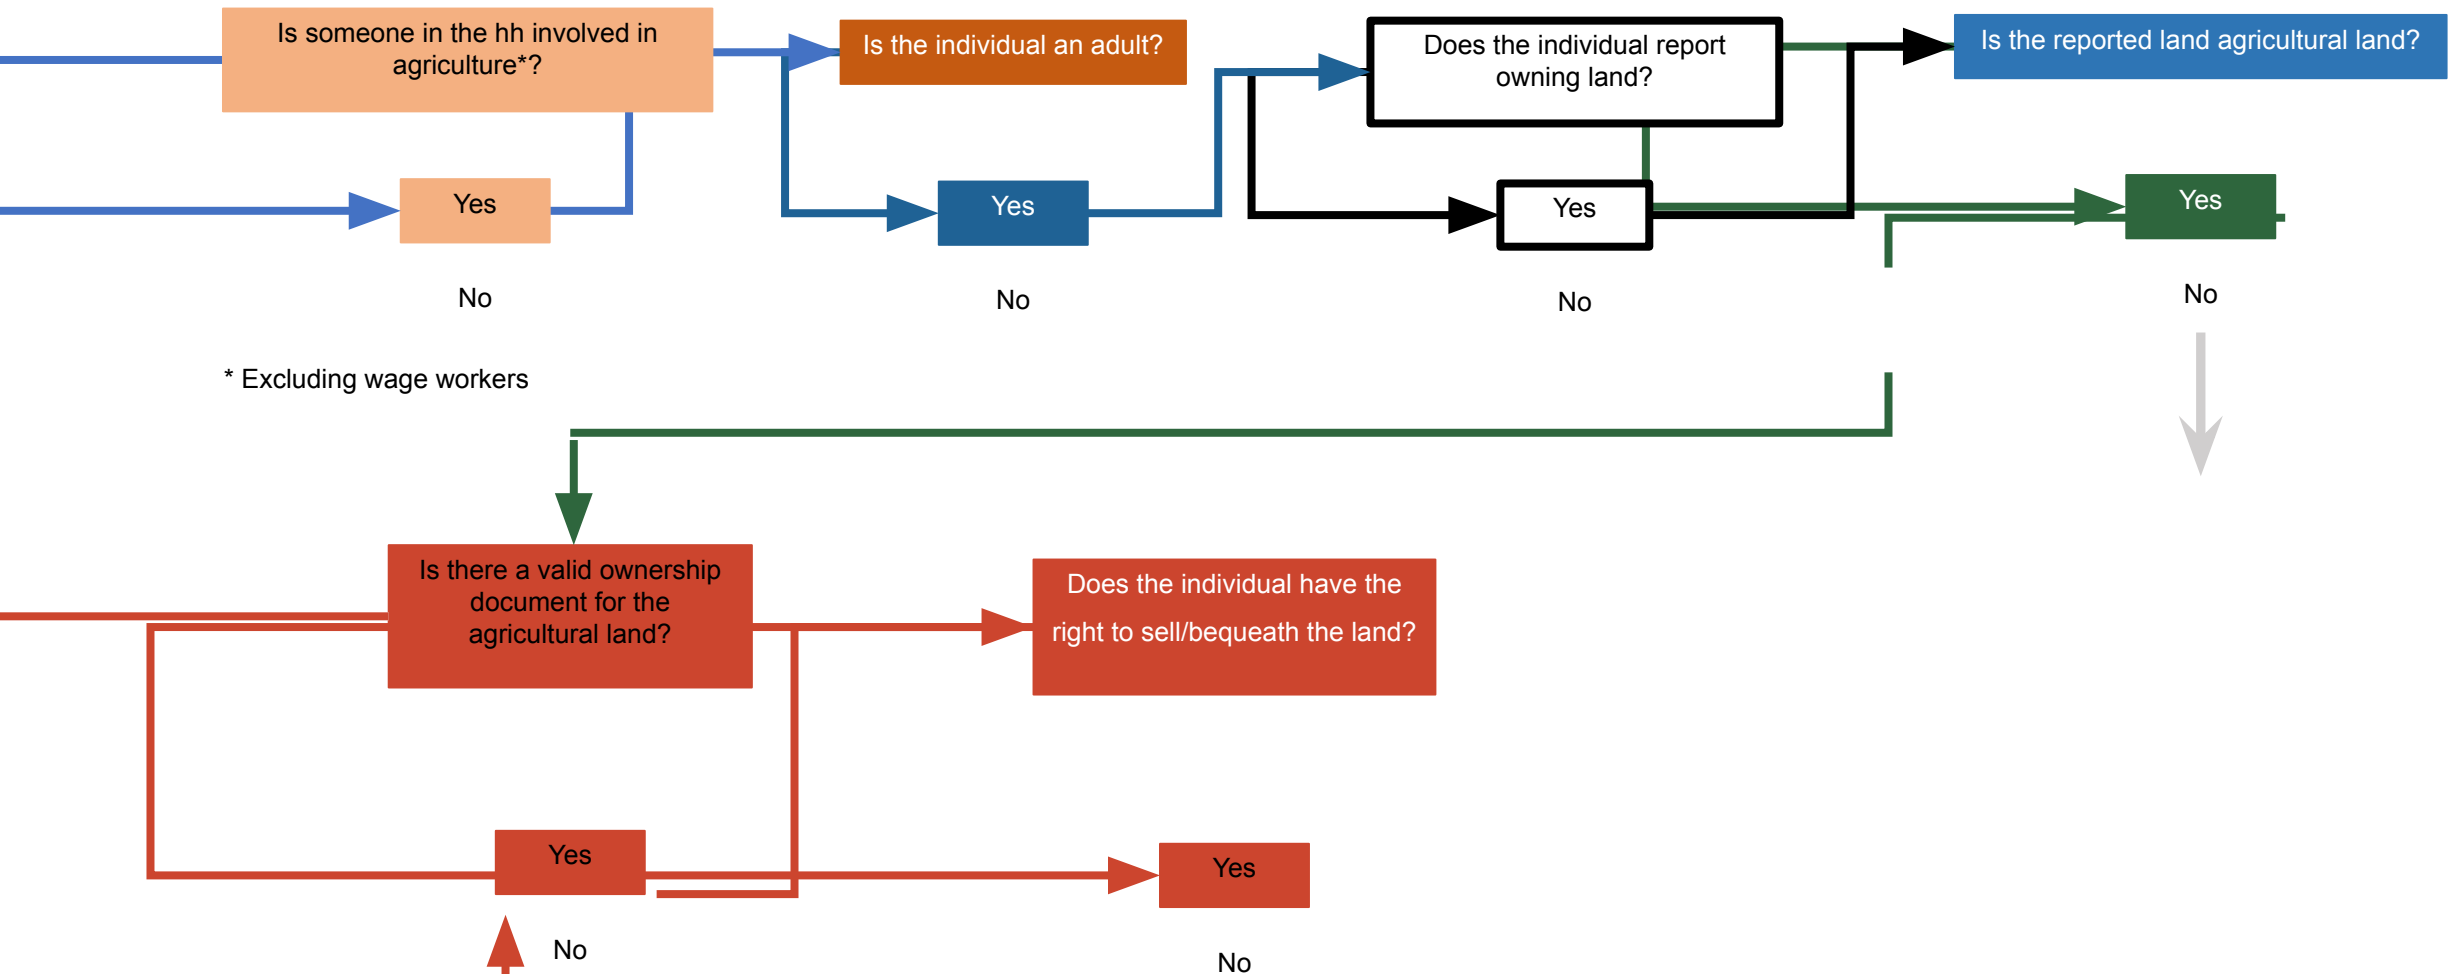 Is someone in the hh involved in
agriculture*?
Is the individual an adult?
Does the individual report
owning land?
Is the reported land agricultural land?
Yes
Yes
Yes
Yes
No
No
No
No
* Excluding wage workers
Is there a valid ownership
document for the
agricultural land?
Does the individual have the
right to sell/bequeath the land?
Yes
Yes
No
No